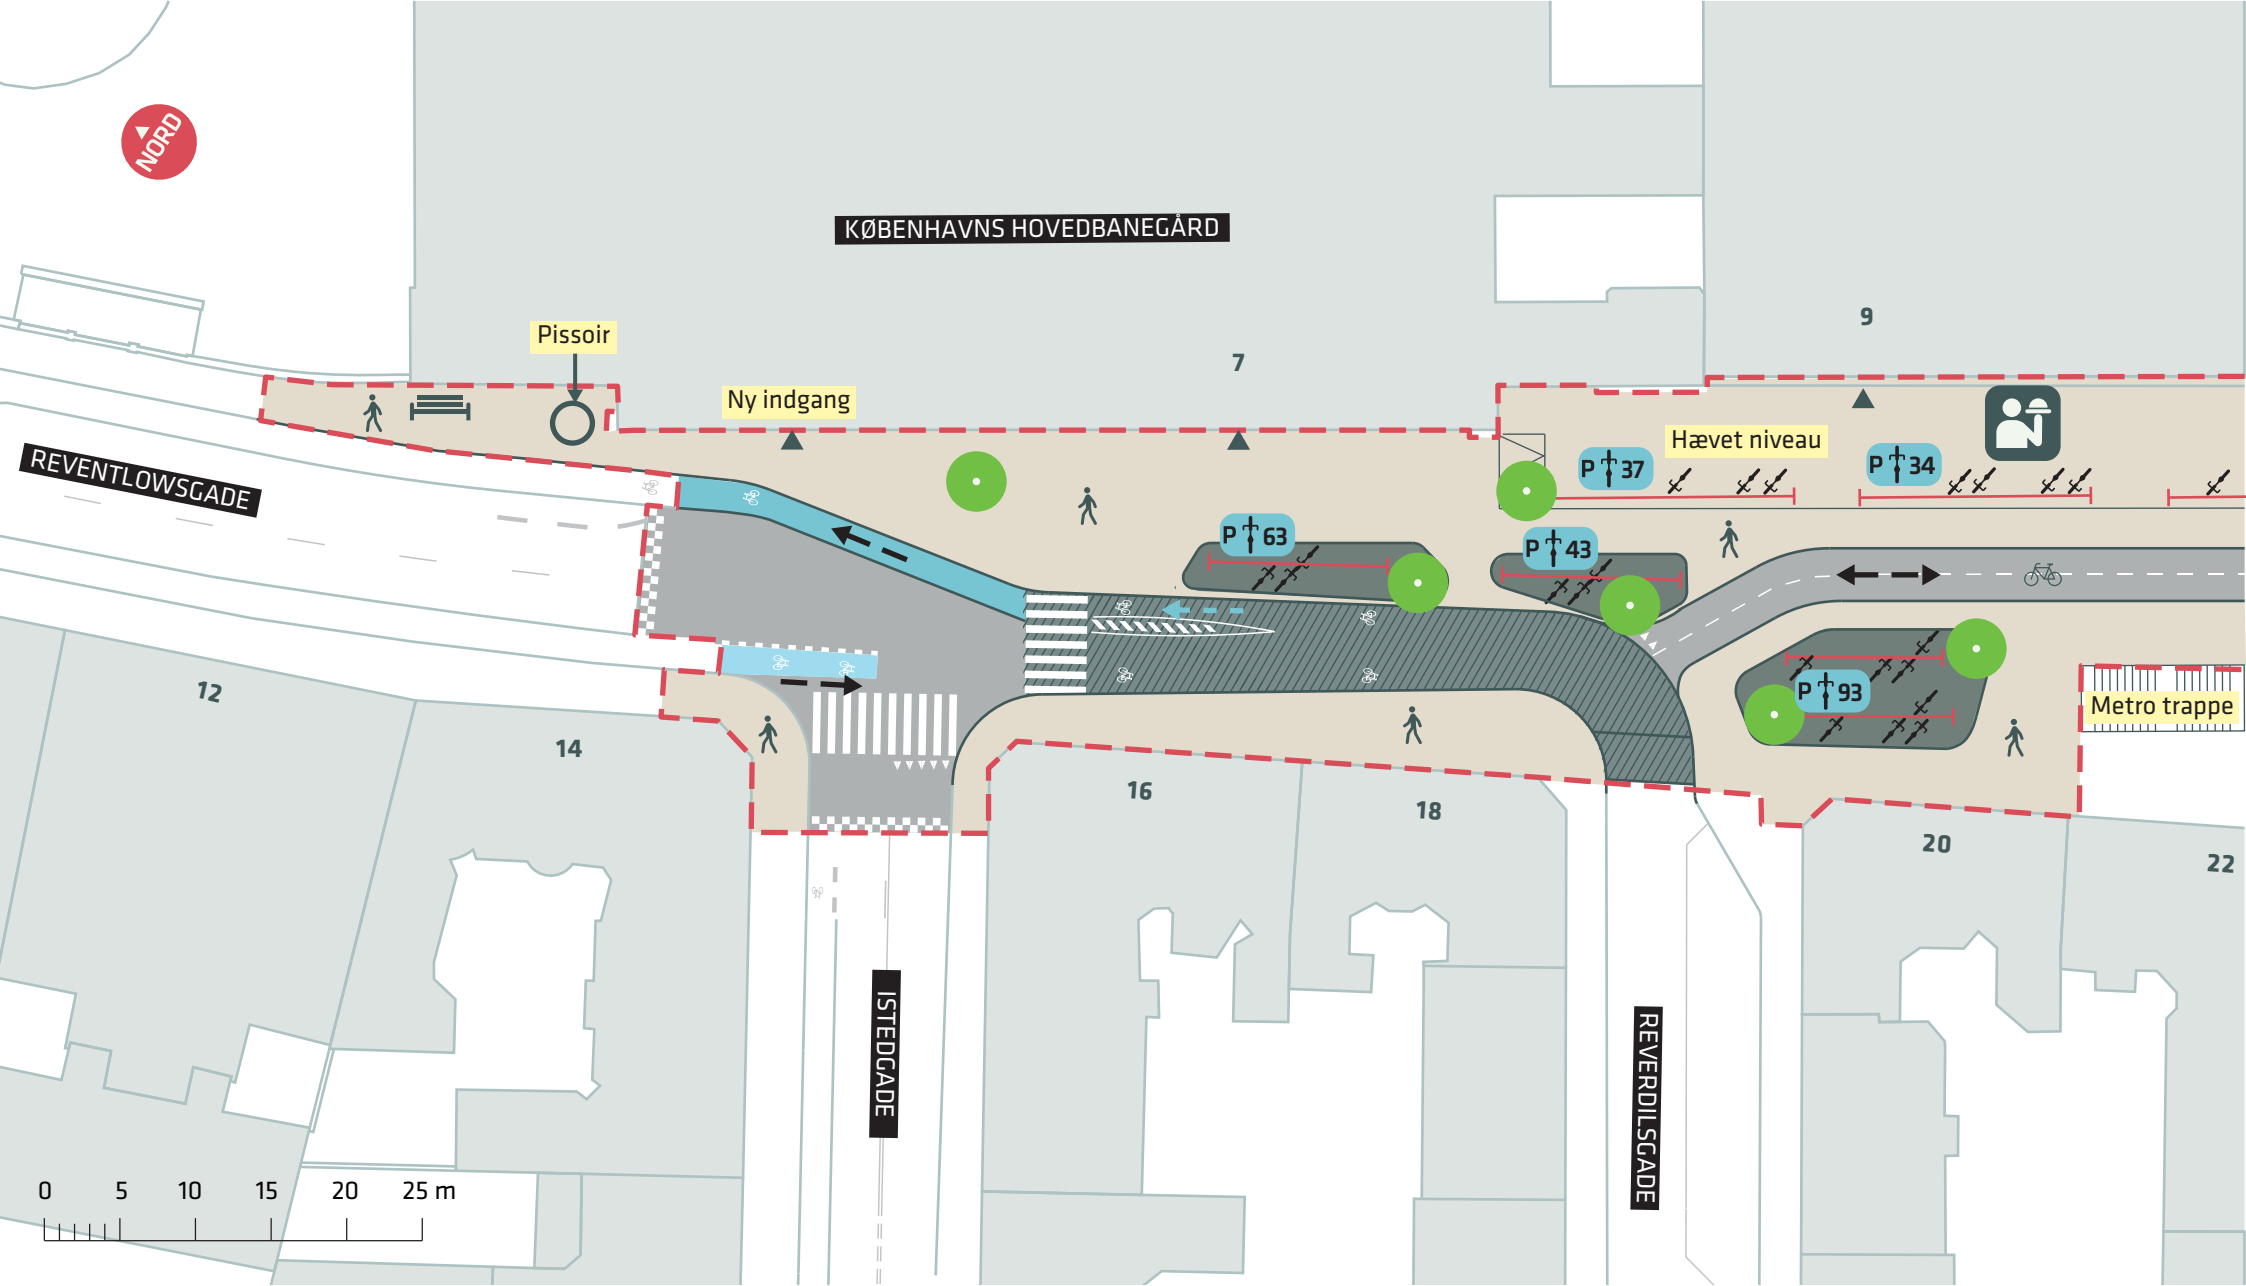 NORD
KØBENHAVNS HOVEDBANEGÅRD
9
Pissoir
7
Ny indgang
Hævet niveau
P 37
P 34
REVENTLOWSGADE
P 63
P 43
12
P 93
Metro trappe
14
16
18
20
22
ISTEDGADE
REVERDILSGADE
0 5 10 15 20 25 m